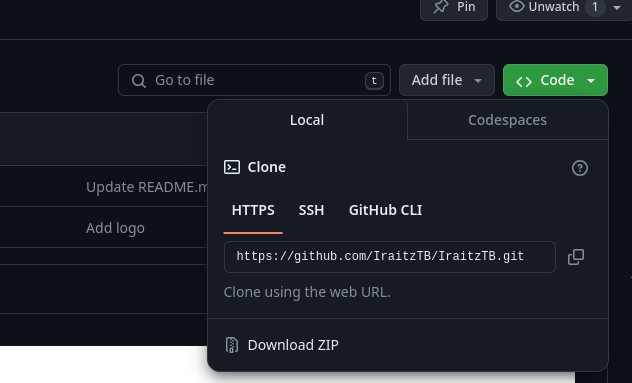 Pin
Unwatch 1
Go to file t
Add file
Code
Local
Codespaces
Clone
Update README.m
HTTPS
SSH
GitHub CLI
Add logo
https://github.com/IraitzTB/IraitzTB.git
Clone using the web URL.
Download ZIP